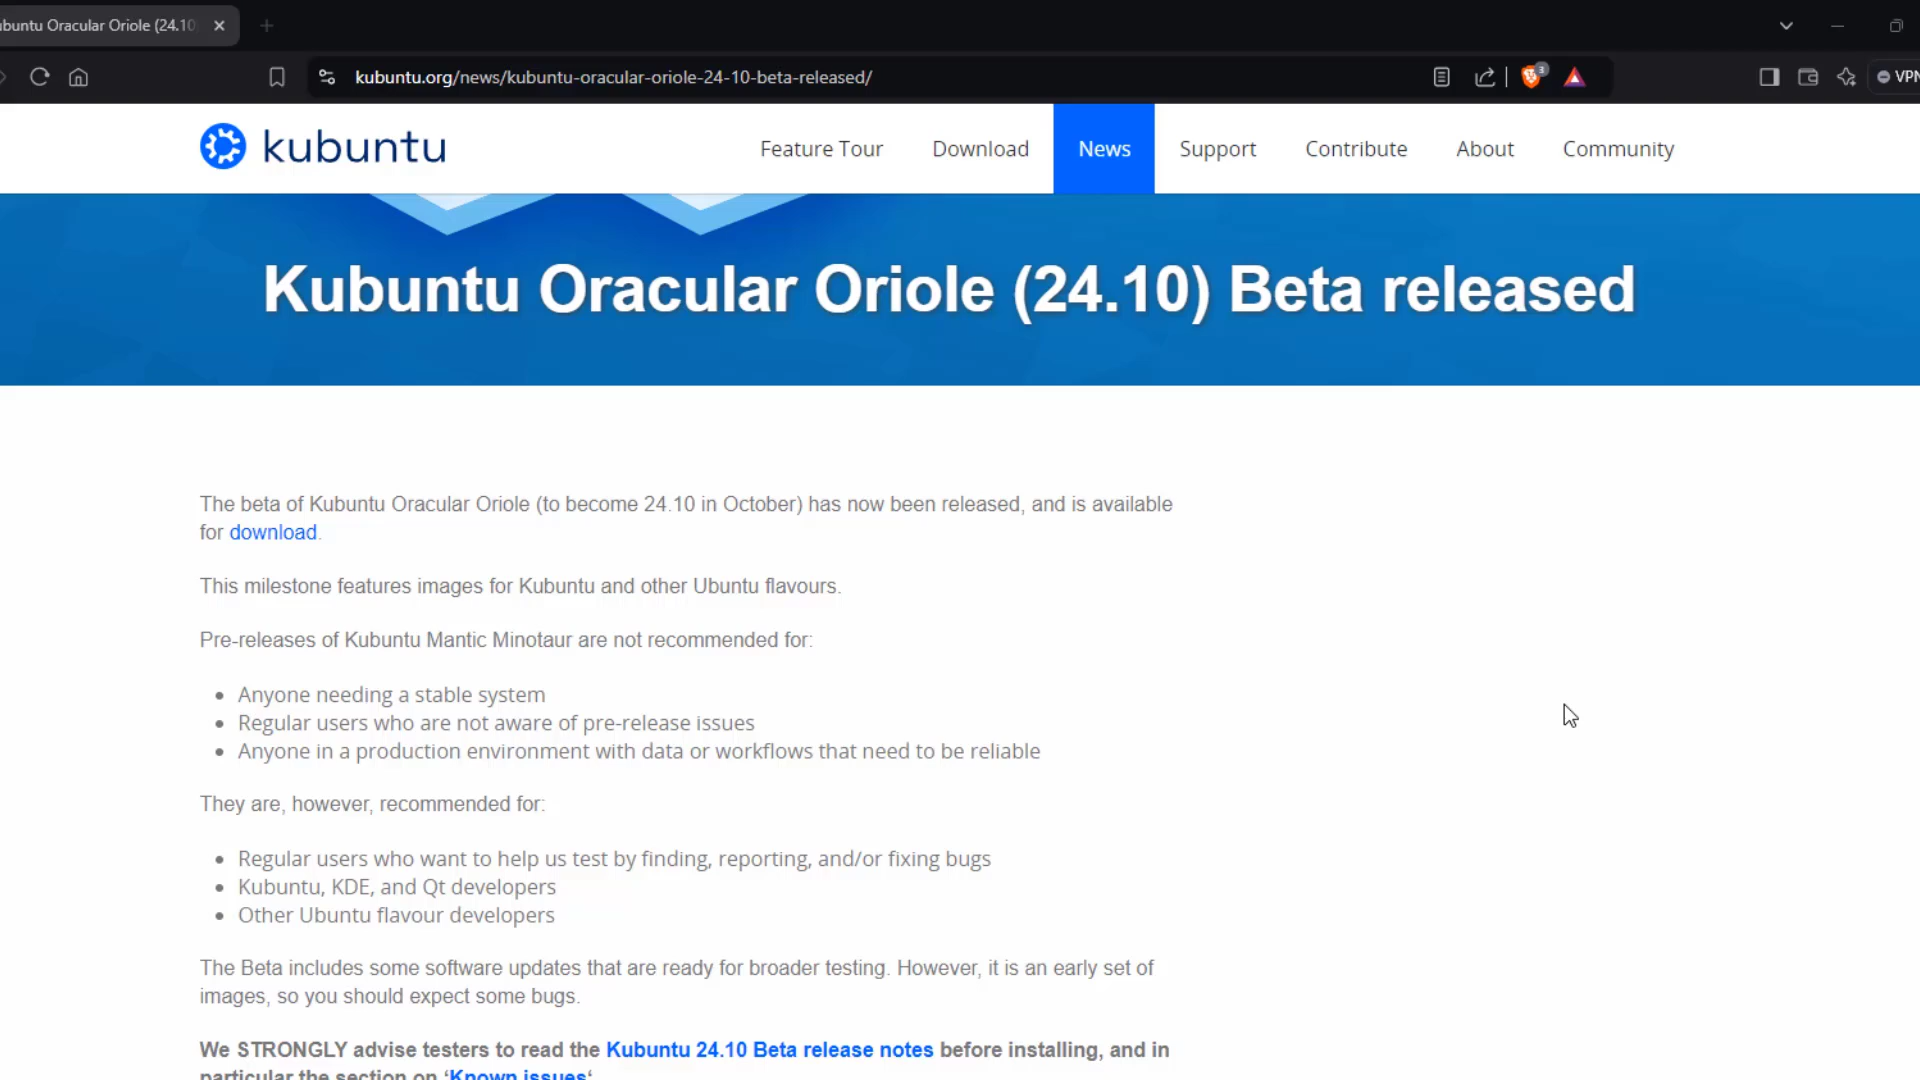 buntu Oracular Oriole (24.10
kubuntu.org/news/kubuntu-oracular-oriole-24-10-beta-released/
3
VPN
kubuntu
Feature Tour
Download
News
Support
Contribute
About
Community
Kubuntu Oracular Oriole (24.10) Beta released
The beta of Kubuntu Oracular Oriole (to become 24.10 in October) has now been released, and is available
for download.
This milestone features images for Kubuntu and other Ubuntu flavours.
Pre-releases of Kubuntu Mantic Minotaur are not recommended for:
• Anyone needing a stable system
• Regular users who are not aware of pre-release issues
• Anyone in a production environment with data or workflows that need to be reliable
They are, however, recommended for:
• Regular users who want to help us test by finding, reporting, and/or fixing bugs
• Kubuntu, KDE, and Qt developers
• Other Ubuntu flavour developers
The Beta includes some software updates that are ready for broader testing. However, it is an early set of
images, so you should expect some bugs.
We STRONGLY advise testers to read the Kubuntu 24.10 Beta release notes before installing, and in
particular the section on ‘Known issues‘